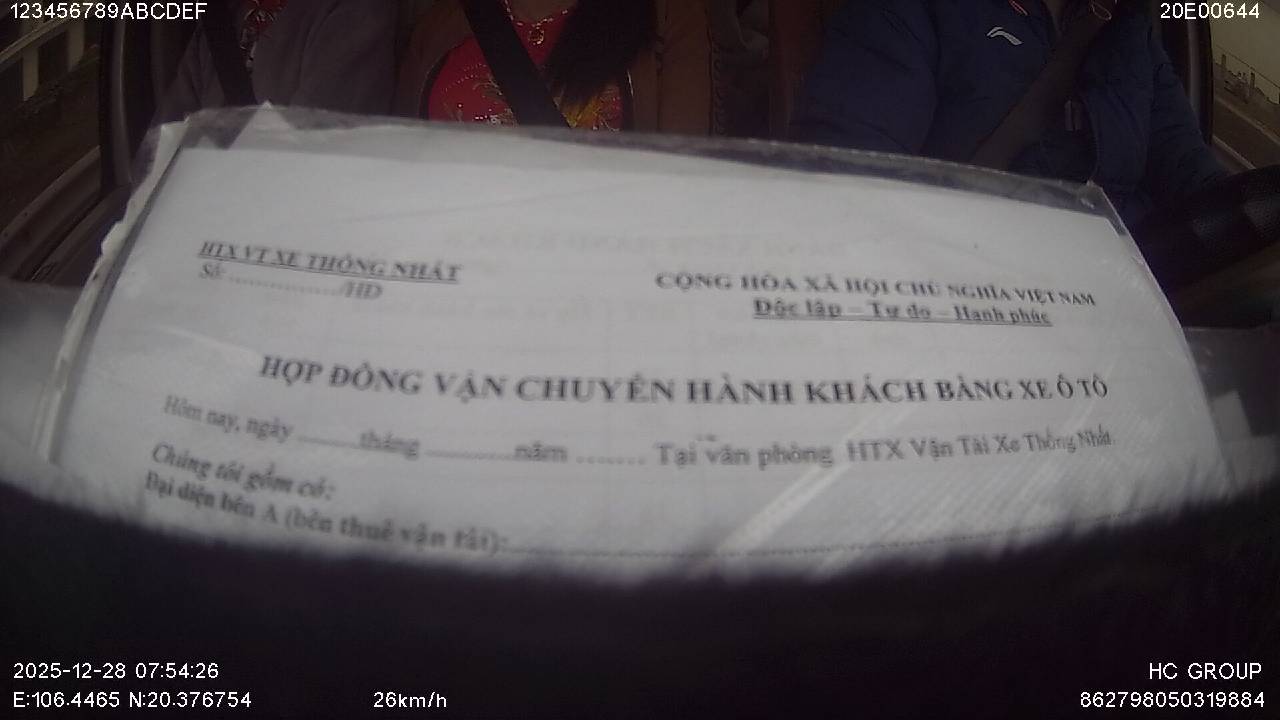 123456789ABCDEF
20E00644
HTX VT XE THỐNG NHẤT
Số: ................../HĐ
CỘNG HÒA XÃ HỘI CHỦ NGHĨA VIỆT NAM
Độc lập – Tự do – Hạnh phúc
HỢP ĐỒNG VẬN CHUYỂN HÀNH KHÁCH BẰNG XE Ô TÔ
Hôm nay, ngày ......... tháng ............. năm ....... Tại văn phòng HTX Vận Tải Xe Thống Nhất.
Chúng tôi gồm có:
Đại diện bên A (bên thuê vận tải):
2025-12-28 07:54:26
HC GROUP
E:106.4465 N:20.376754
26km/h
862798050319884